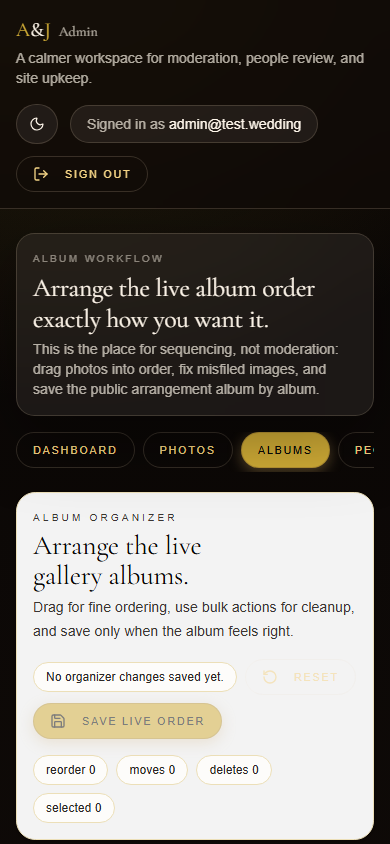 A&J Admin
A calmer workspace for moderation, people review, and
site upkeep.
Signed in as admin@test.wedding
SIGN OUT
ALBUM WORKFLOW
Arrange the live album order
exactly how you want it.
This is the place for sequencing, not moderation:
drag photos into order, fix misfiled images, and
save the public arrangement album by album.
DASHBOARD PHOTOS ALBUMS
ALBUM ORGANIZER
Arrange the live
gallery albums.
Drag for fine ordering, use bulk actions for cleanup,
and save only when the album feels right.
No organizer changes saved yet. RESET
SAVE LIVE ORDER
reorder 0 moves 0 deletes 0
selected 0